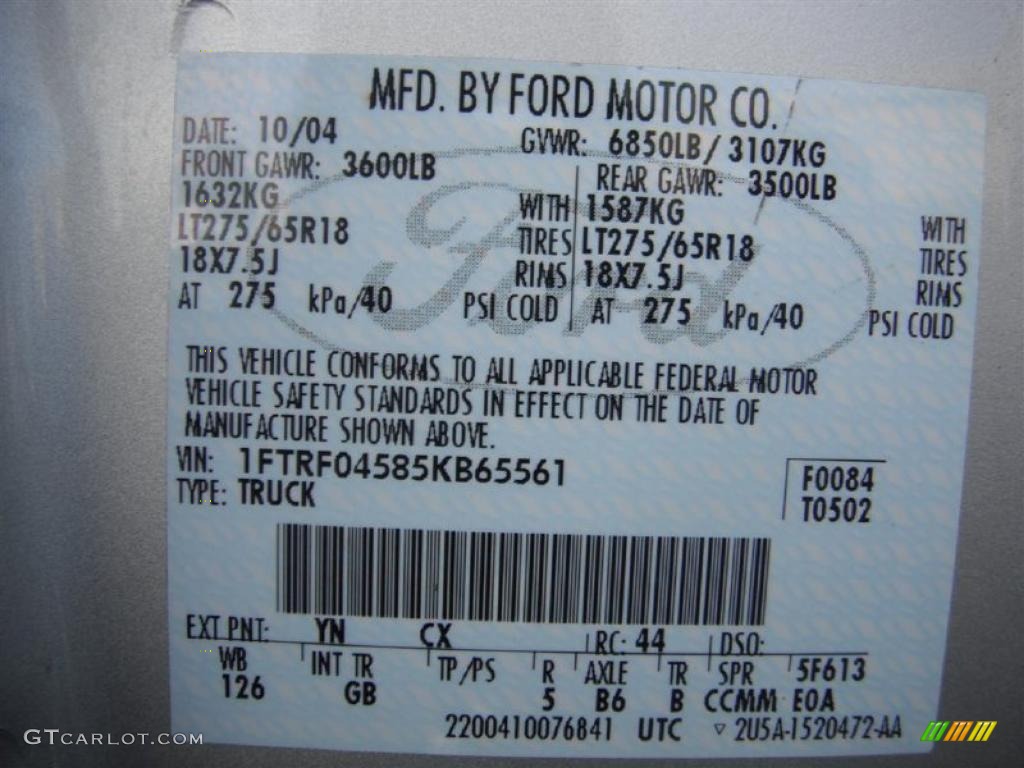 MFD. BY FORD MOTOR CO.
DATE: 10/04 GVWR: 6850LB/ 3107KG
FRONT GAWR: 3600LB REAR GAWR: 3500LB
1632KG WITH 1587KG WITH
LT275/65R18 TIRES LT275/65R18 TIRES
18X7.5J RIMS 18X7.5J RIMS
AT 275 kPa/40 PSI COLD AT 275 kPa/40 PSI COLD
Ford
THIS VEHICLE CONFORMS TO ALL APPLICABLE FEDERAL MOTOR
VEHICLE SAFETY STANDARDS IN EFFECT ON THE DATE OF
MANUFACTURE SHOWN ABOVE.
VIN: 1FTRF04585KB65561 F0084
TYPE: TRUCK T0502
EXT PNT: YN CX RC: 44 DSO:
WB INT TR TP/PS R AXLE TR SPR 5F613
126 GB 5 B6 B CCMM E0A
2200410076841 UTC ▽ 2U5A-1520472-AA
GTCARLOT.COM